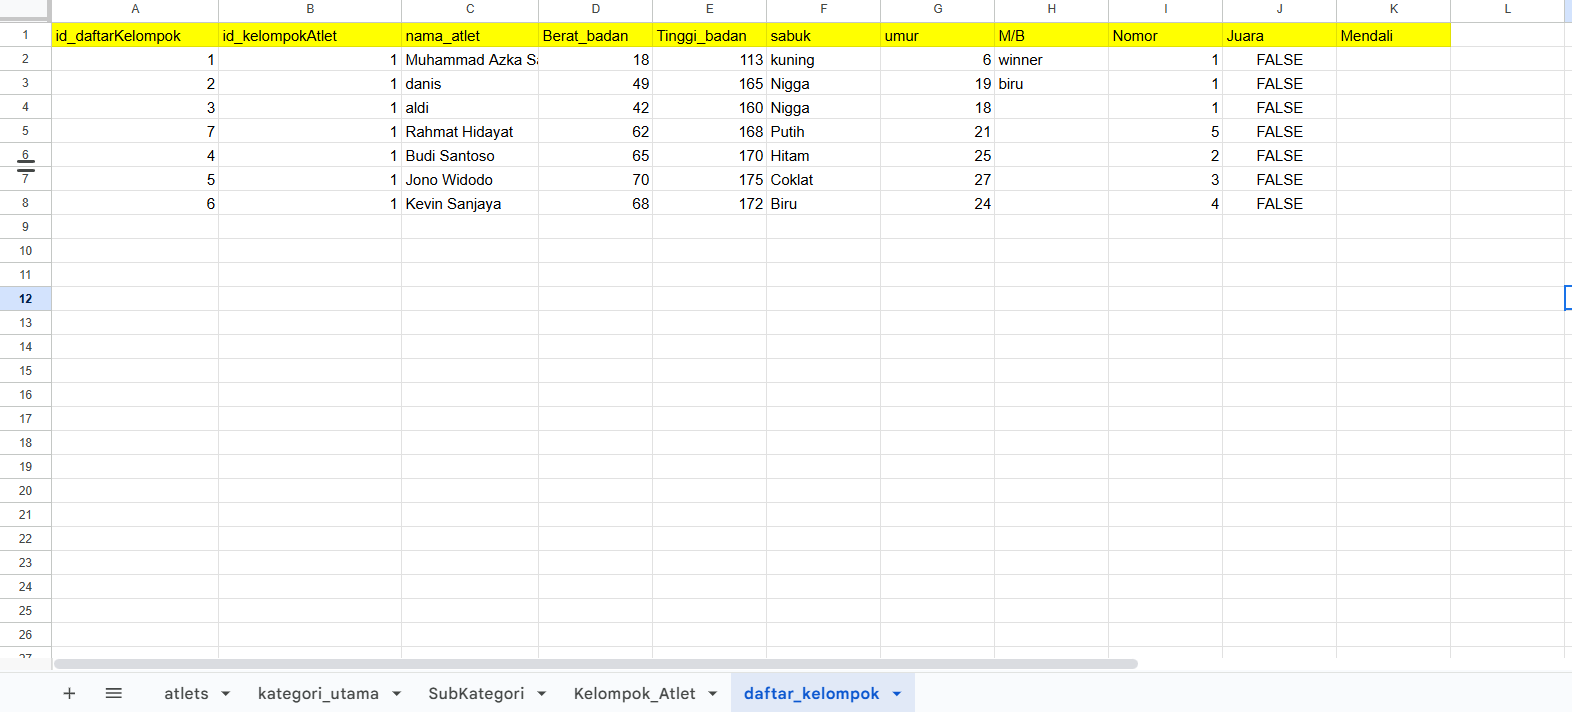 A B C D E F G H I J K L
1 id_daftarKelompok id_kelompokAtlet nama_atlet Berat_badan Tinggi_badan sabuk umur M/B Nomor Juara Mendali
2 1 1 Muhammad Azka Sa 18 113 kuning 6 winner 1 FALSE
3 2 1 danis 49 165 Nigga 19 biru 1 FALSE
4 3 1 aldi 42 160 Nigga 18 1 FALSE
5 7 1 Rahmat Hidayat 62 168 Putih 21 5 FALSE
6 4 1 Budi Santoso 65 170 Hitam 25 2 FALSE
7 5 1 Jono Widodo 70 175 Coklat 27 3 FALSE
8 6 1 Kevin Sanjaya 68 172 Biru 24 4 FALSE
9
10
11
12
13
14
15
16
17
18
19
20
21
22
23
24
25
26
27
atlets kategori_utama SubKategori Kelompok_Atlet daftar_kelompok